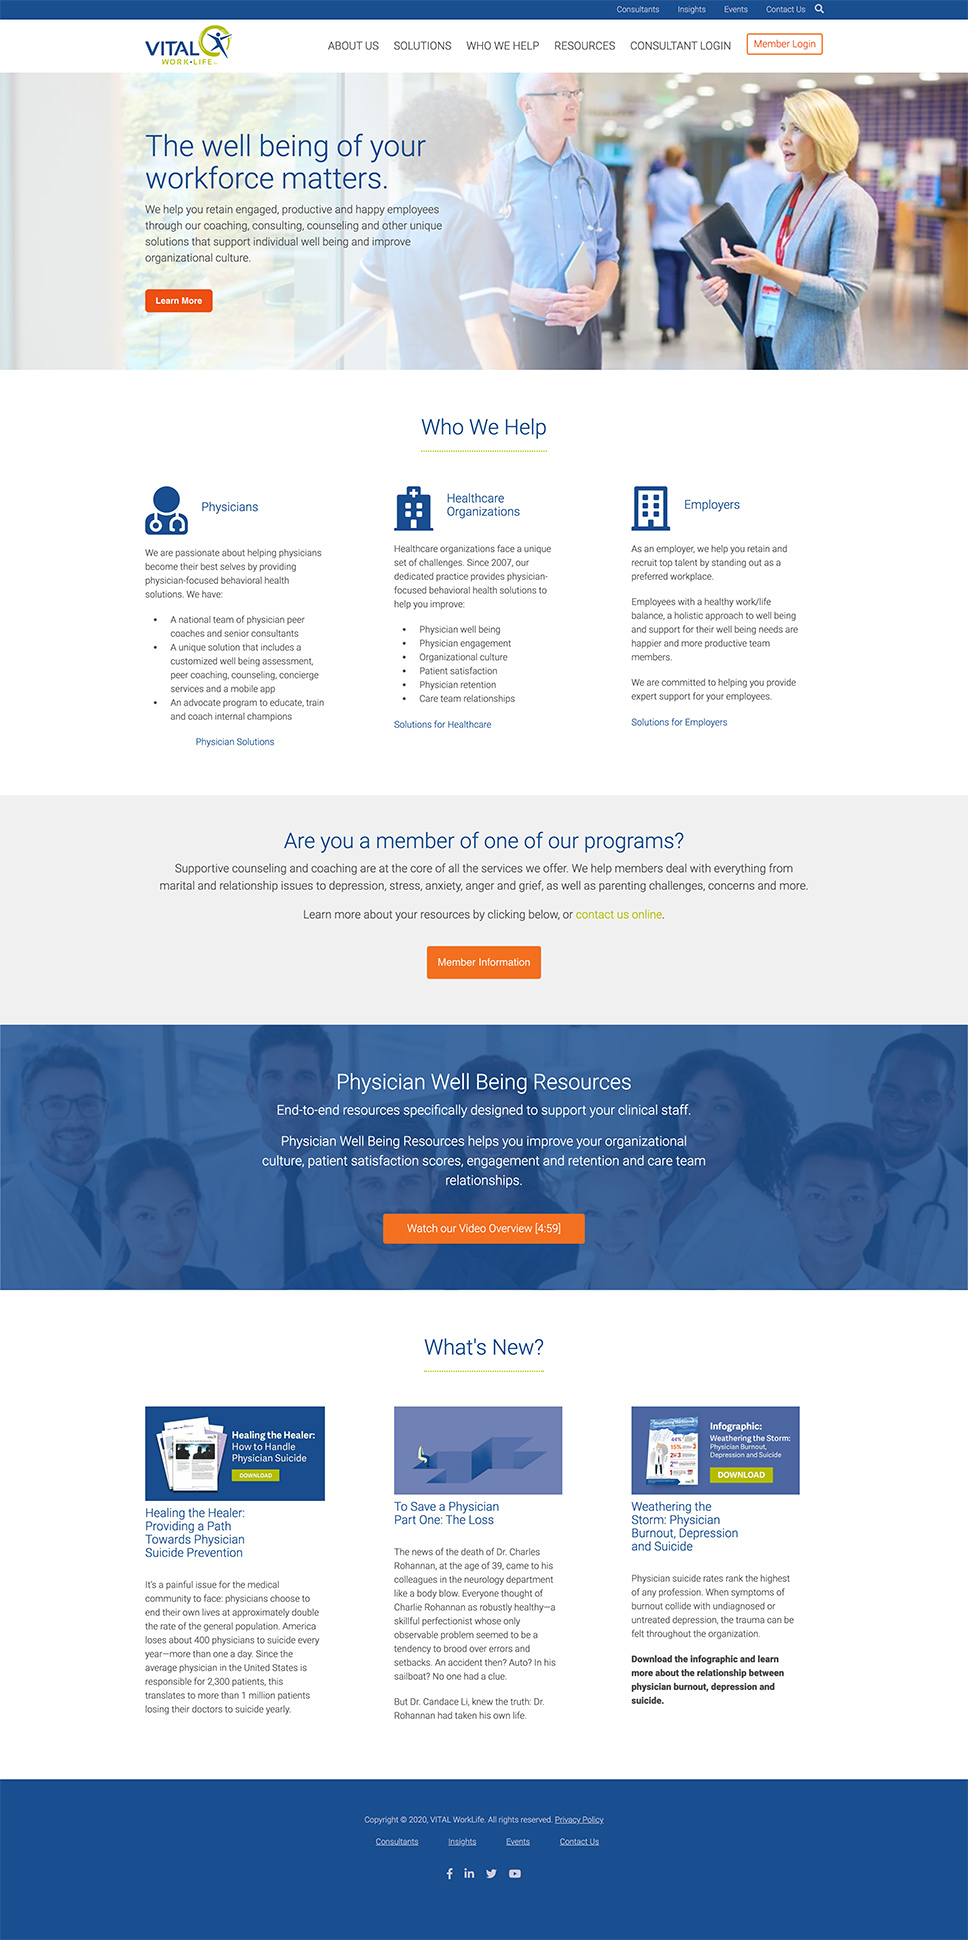 Consultants Insights Events Contact Us
VITAL
WORK•LIFE
ABOUT US SOLUTIONS WHO WE HELP RESOURCES CONSULTANT LOGIN Member Login
The well being of your
workforce matters.
We help you retain engaged, productive and happy employees
through our coaching, consulting, counseling and other unique
solutions that support individual well being and improve
organizational culture.
Learn More
Who We Help
Physicians
We are passionate about helping physicians
become their best selves by providing
physician-focused behavioral health
solutions. We have:
• A national team of physician peer
coaches and senior consultants
• A unique solution that includes a
customized well being assessment,
peer coaching, counseling, concierge
services and a mobile app
• An advocate program to educate, train
and coach internal champions
Physician Solutions
Healthcare
Organizations
Healthcare organizations face a unique
set of challenges. Since 2007, our
dedicated practice provides physician-
focused behavioral health solutions to
help you improve:
• Physician well being
• Physician engagement
• Organizational culture
• Patient satisfaction
• Physician retention
• Care team relationships
Solutions for Healthcare
Employers
As an employer, we help you retain and
recruit top talent by standing out as a
preferred workplace.
Employees with a healthy work/life
balance, a holistic approach to well being
and support for their well being needs are
happier and more productive team
members.
We are committed to helping you provide
expert support for your employees.
Solutions for Employers
Are you a member of one of our programs?
Supportive counseling and coaching are at the core of all the services we offer. We help members deal with everything from
marital and relationship issues to depression, stress, anxiety, anger and grief, as well as parenting challenges, concerns and more.
Learn more about your resources by clicking below, or contact us online.
Member Information
Physician Well Being Resources
End-to-end resources specifically designed to support your clinical staff.
Physician Well Being Resources helps you improve your organizational
culture, patient satisfaction scores, engagement and retention and care team
relationships.
Watch our Video Overview [4:59]
What's New?
Healing the Healer:
How to Handle
Physician Suicide
DOWNLOAD
Healing the Healer:
Providing a Path
Towards Physician
Suicide Prevention
It's a painful issue for the medical
community to face: physicians choose to
end their own lives at approximately double
the rate of the general population. America
loses about 400 physicians to suicide every
year—more than one a day. Since the
average physician in the United States is
responsible for 2,300 patients, this
translates to more than 1 million patients
losing their doctors to suicide yearly.
To Save a Physician
Part One: The Loss
The news of the death of Dr. Charles
Rohannan, at the age of 39, came to his
colleagues in the neurology department
like a body blow. Everyone thought of
Charlie Rohannan as robustly healthy—a
skillful perfectionist whose only
observable problem seemed to be a
tendency to brood over errors and
setbacks. An accident then? Auto? In his
sailboat? No one had a clue.
But Dr. Candace Li, knew the truth: Dr.
Rohannan had taken his own life.
44%
15%
Infographic:
Weathering the Storm:
Physician Burnout,
Depression and Suicide
DOWNLOAD
Weathering the
Storm: Physician
Burnout, Depression
and Suicide
Physician suicide rates rank the highest
of any profession. When symptoms of
burnout collide with undiagnosed or
untreated depression, the trauma can be
felt throughout the organization.
Download the infographic and learn
more about the relationship between
physician burnout, depression and
suicide.
Copyright © 2020, VITAL WorkLife. All rights reserved. Privacy Policy
Consultants Insights Events Contact Us